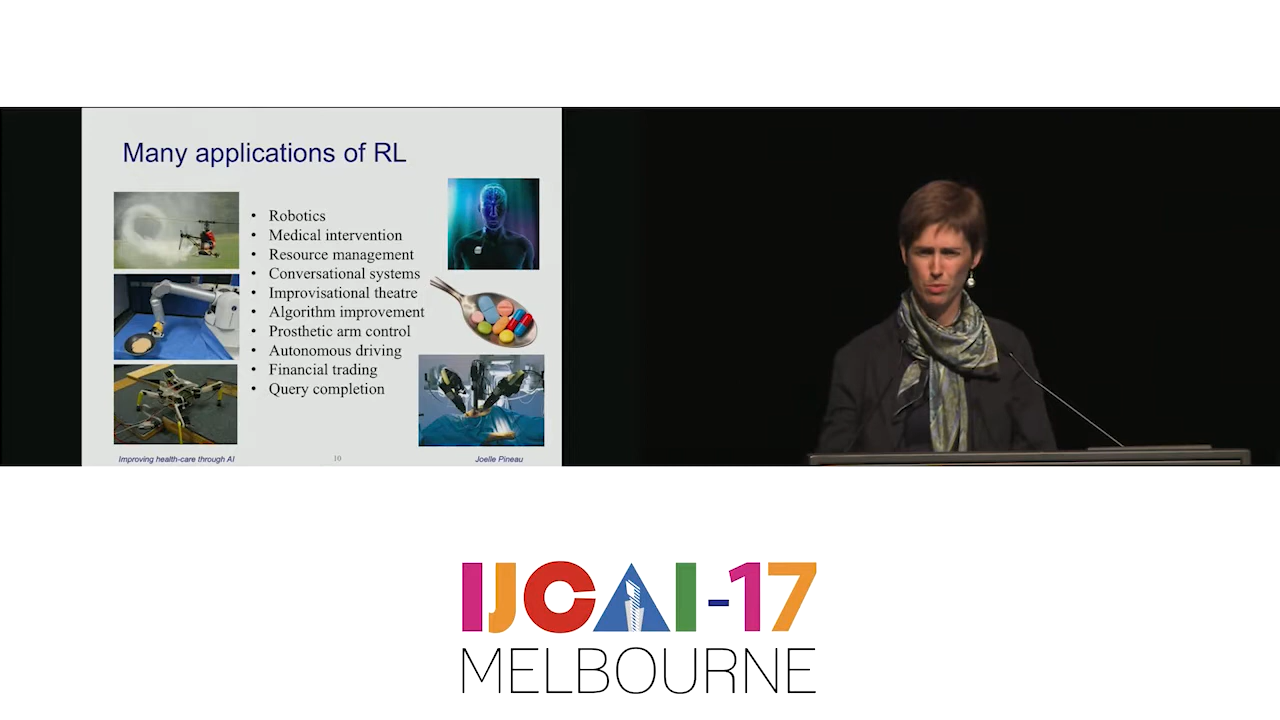 Many applications of RL
• Robotics
• Medical intervention
• Resource management
• Conversational systems
• Improvisational theatre
• Algorithm improvement
• Prosthetic arm control
• Autonomous driving
• Financial trading
• Query completion
Improving health-care through AI 10 Joelle Pineau
IJCAI-17
MELBOURNE